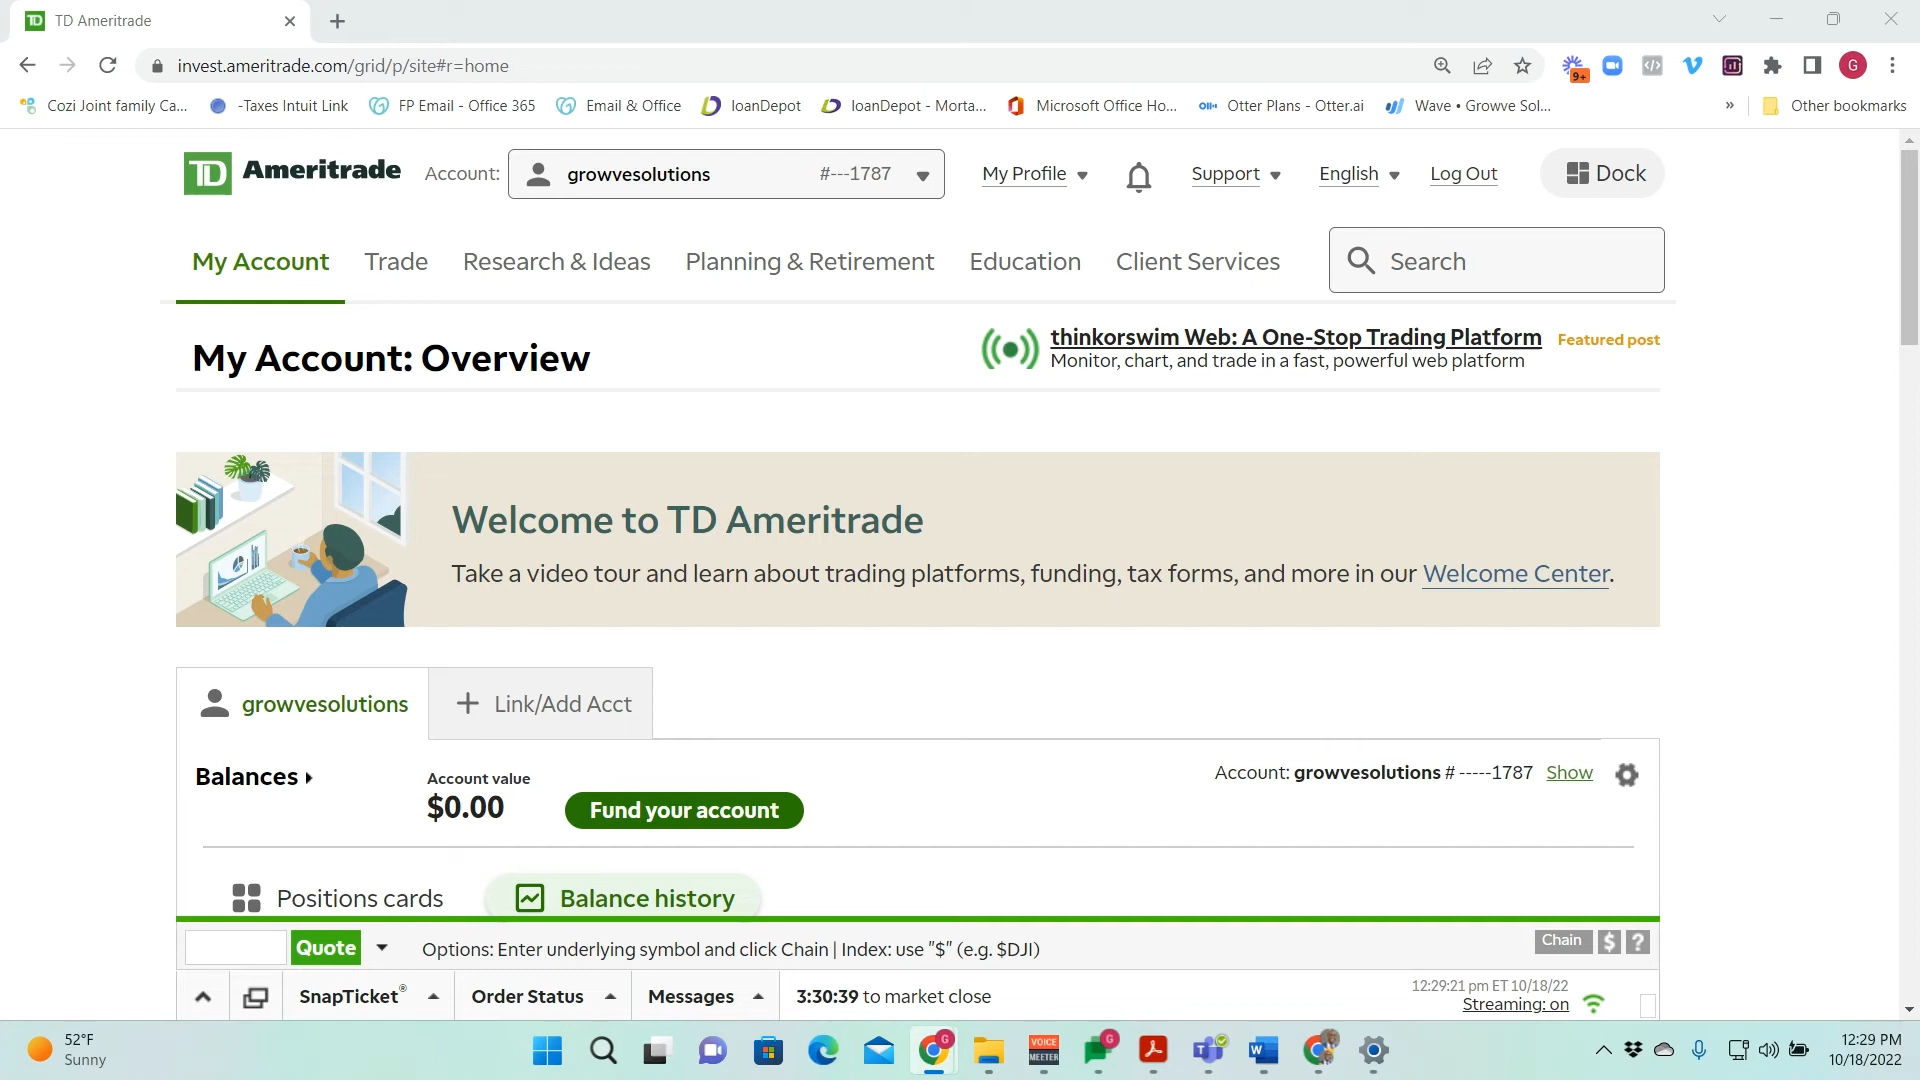 TD Ameritrade
invest.ameritrade.com/grid/p/site#r=home
9+
G
Cozi Joint family Ca...
-Taxes Intuit Link
FP Email - Office 365
Email & Office
loanDepot
loanDepot - Morta...
Microsoft Office Ho...
Otter Plans - Otter.ai
Wave • Growve Sol...
»
Other bookmarks
TD Ameritrade
Account:
growvesolutions
#---1787
My Profile
Support
English
Log Out
Dock
My Account
Trade
Research & Ideas
Planning & Retirement
Education
Client Services
Search
My Account: Overview
thinkorswim Web: A One-Stop Trading Platform
Featured post
Monitor, chart, and trade in a fast, powerful web platform
Welcome to TD Ameritrade
Take a video tour and learn about trading platforms, funding, tax forms, and more in our Welcome Center.
growvesolutions
+ Link/Add Acct
Balances
Account value
$0.00
Fund your account
Account: growvesolutions # -----1787
Show
Positions cards
Balance history
Quote
Options: Enter underlying symbol and click Chain | Index: use "$" (e.g. $DJI)
Chain
$
?
SnapTicket®
Order Status
Messages
3:30:39 to market close
12:29:21 pm ET 10/18/22
Streaming: on
52°F
Sunny
G
VOICE
MEETER
G
12:29 PM
10/18/2022